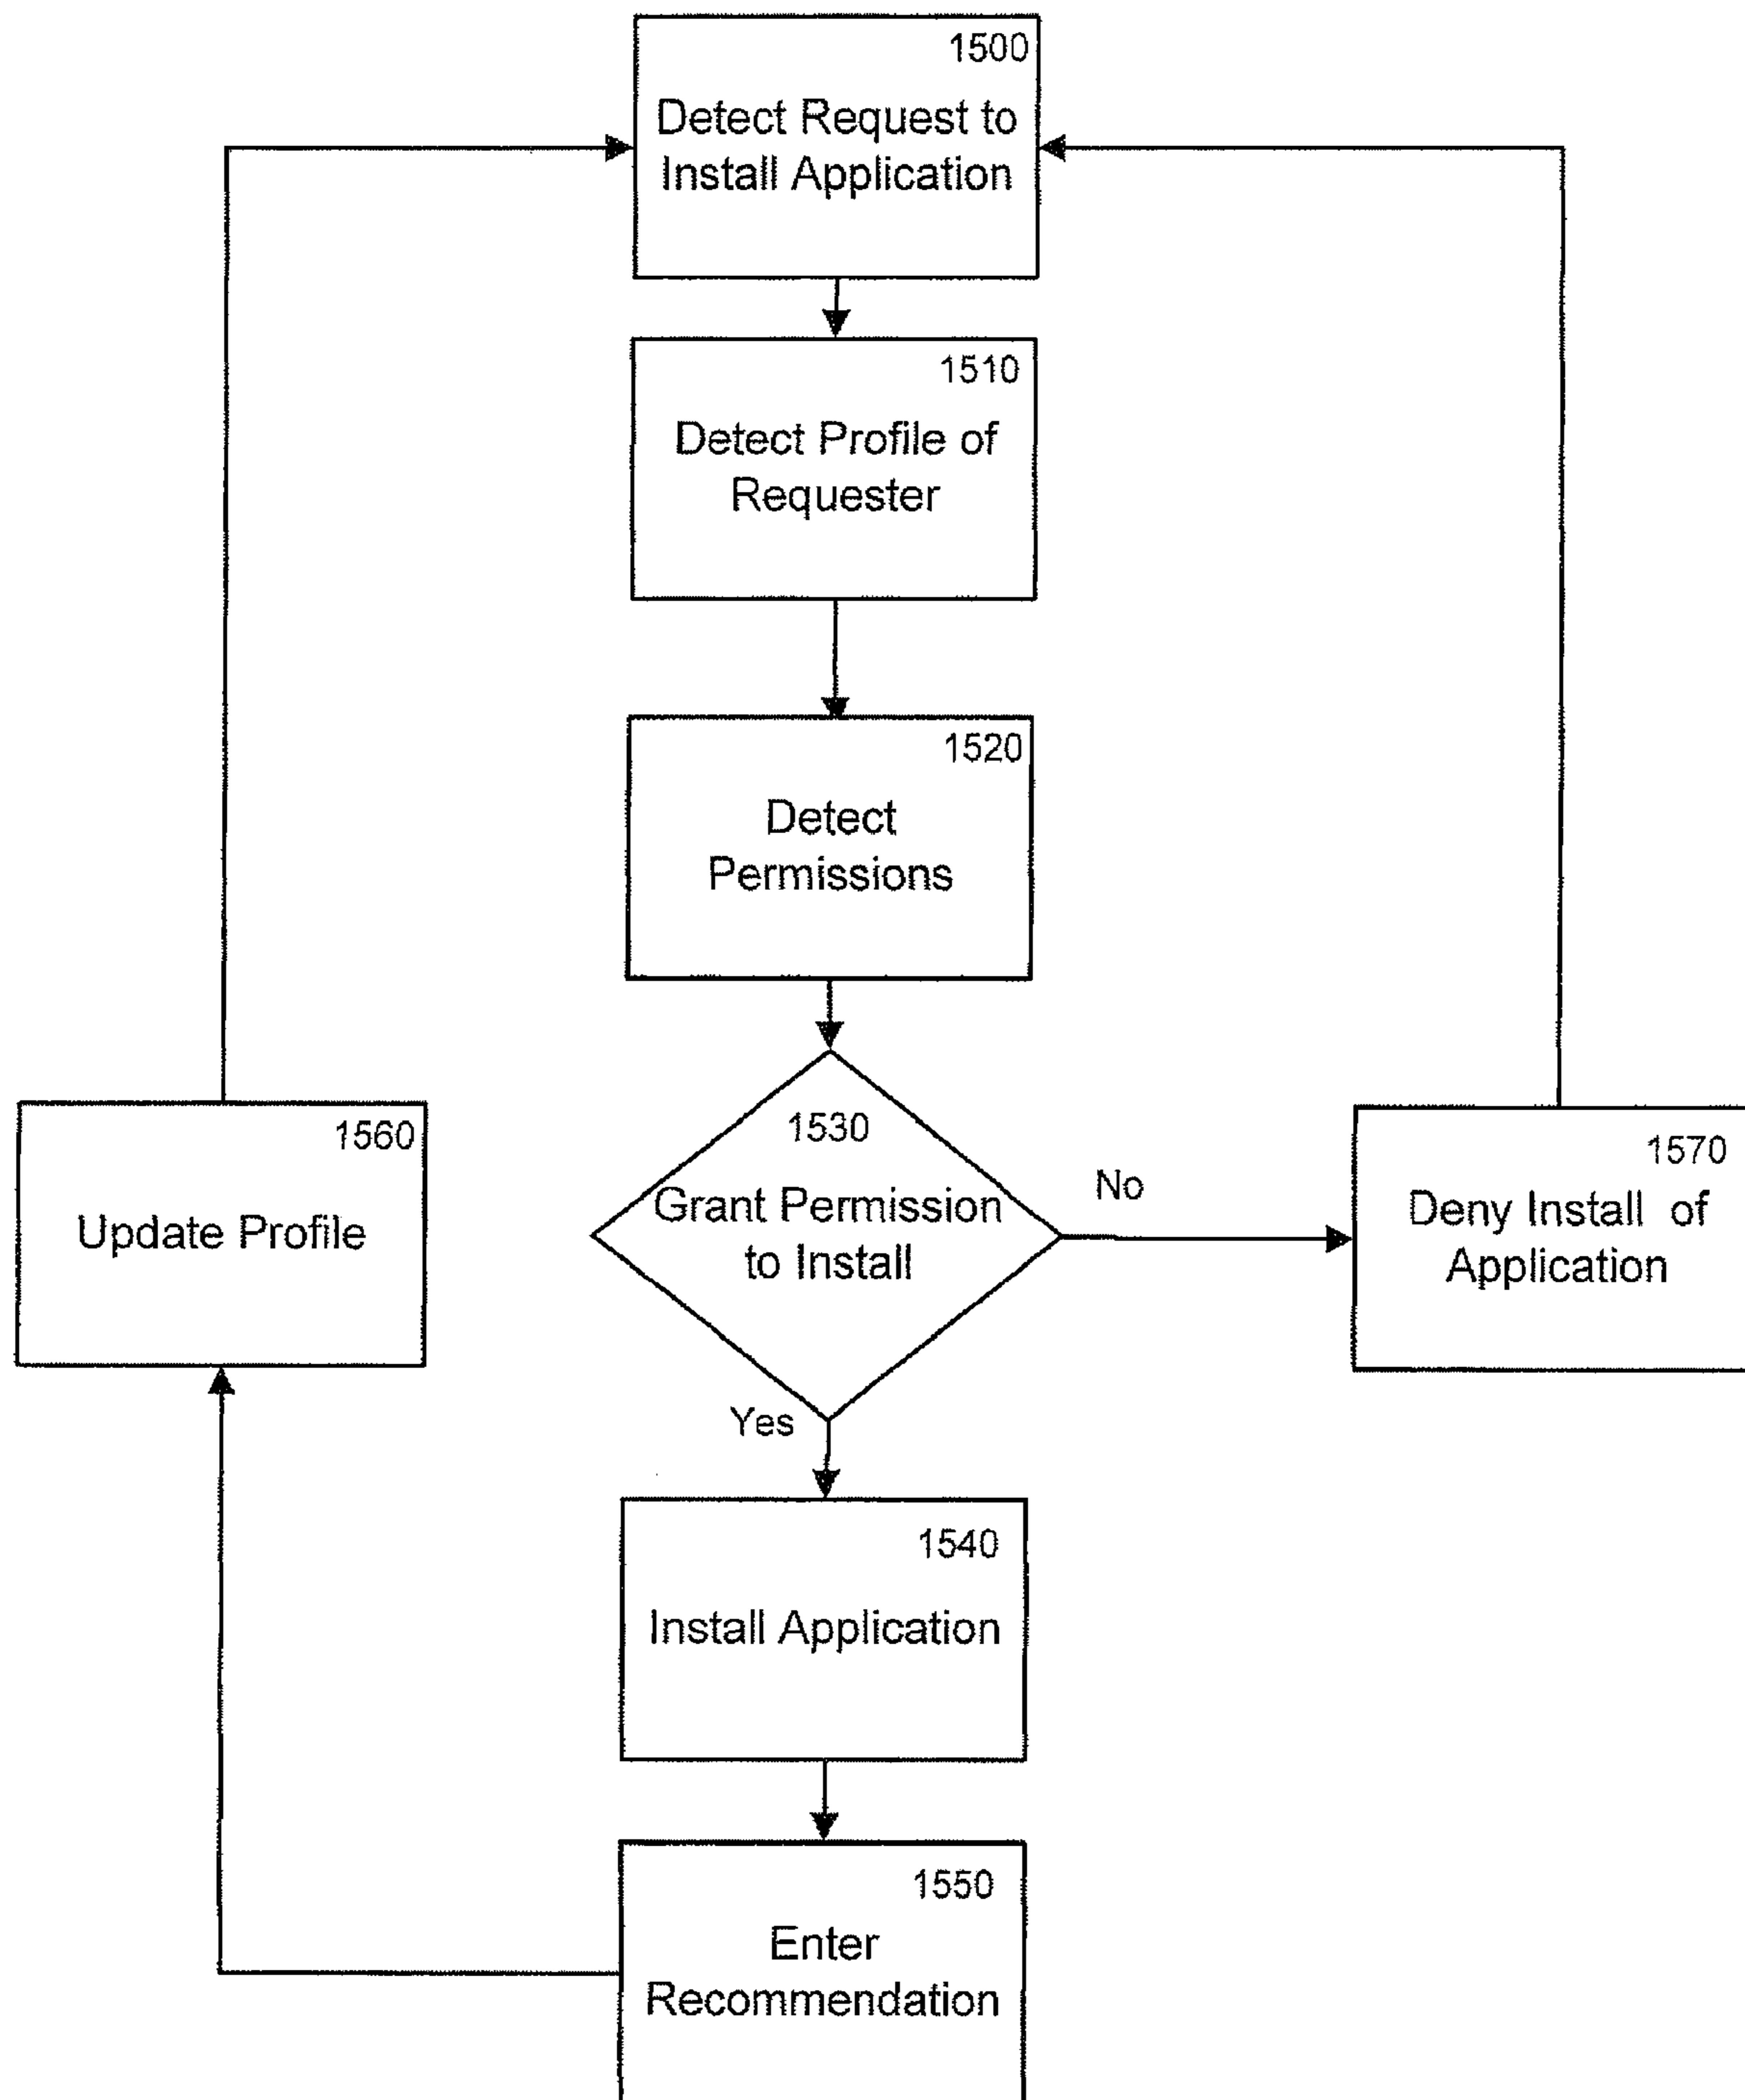 1500
Detect Request to
Install Application
1510
Detect Profile of
Requester
1520
Detect
Permissions
1530
Grant Permission
to Install
No
Yes
1560
Update Profile
1570
Deny Install of
Application
1540
Install Application
1550
Enter
Recommendation